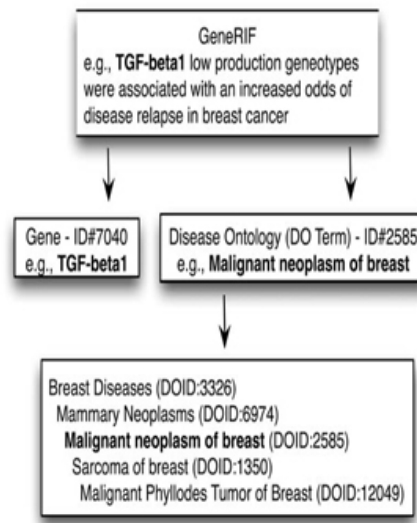 GeneRIF
e.g., TGF-beta1 low production geneotypes
were associated with an increased odds of
disease relapse in breast cancer
Gene - ID#7040
e.g., TGF-beta1
Disease Ontology (DO Term) - ID#2585
e.g., Malignant neoplasm of breast
Breast Diseases (DOID:3326)
Mammary Neoplasms (DOID:6974)
Malignant neoplasm of breast (DOID:2585)
Sarcoma of breast (DOID:1350)
Malignant Phyllodes Tumor of Breast (DOID:12049)